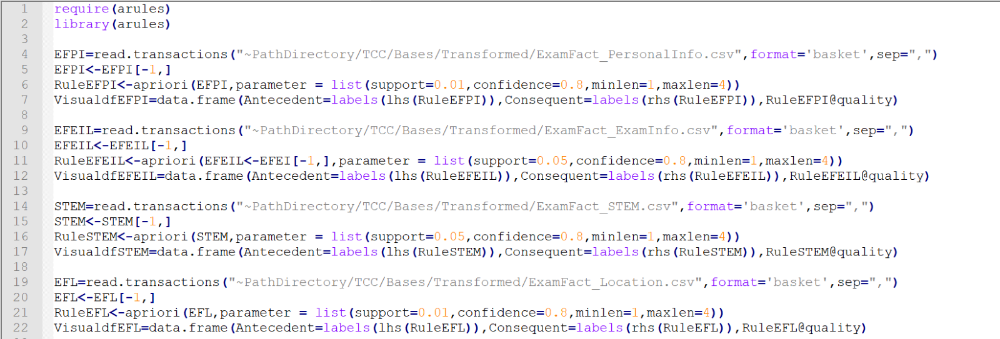 1 require(arules)
2 library(arules)
3
4 EFPI=read.transactions("~PathDirectory/TCC/Bases/Transformed/ExamFact_PersonalInfo.csv",format='basket',sep=",")
5 EFPI<-EFPI[-1,]
6 RuleEFPI<-apriori(EFPI,parameter = list(support=0.01,confidence=0.8,minlen=1,maxlen=4))
7 VisualdfEFPI=data.frame(Antecedent=labels(lhs(RuleEFPI)),Consequent=labels(rhs(RuleEFPI)),RuleEFPI@quality)
8
9 EFEIL=read.transactions("~PathDirectory/TCC/Bases/Transformed/ExamFact_ExamInfo.csv",format='basket',sep=",")
10 EFEIL<-EFEIL[-1,]
11 RuleEFEIL<-apriori(EFEIL<-EFEI[-1,],parameter = list(support=0.05,confidence=0.8,minlen=1,maxlen=4))
12 VisualdfEFEIL=data.frame(Antecedent=labels(lhs(RuleEFEIL)),Consequent=labels(rhs(RuleEFEIL)),RuleEFEIL@quality)
13
14 STEM=read.transactions("~PathDirectory/TCC/Bases/Transformed/ExamFact_STEM.csv",format='basket',sep=",")
15 STEM<-STEM[-1,]
16 RuleSTEM<-apriori(STEM,parameter = list(support=0.05,confidence=0.8,minlen=1,maxlen=4))
17 VisualdfSTEM=data.frame(Antecedent=labels(lhs(RuleSTEM)),Consequent=labels(rhs(RuleSTEM)),RuleSTEM@quality)
18
19 EFL=read.transactions("~PathDirectory/TCC/Bases/Transformed/ExamFact_Location.csv",format='basket',sep=",")
20 EFL<-EFL[-1,]
21 RuleEFL<-apriori(EFL,parameter = list(support=0.01,confidence=0.8,minlen=1,maxlen=4))
22 VisualdfEFL=data.frame(Antecedent=labels(lhs(RuleEFL)),Consequent=labels(rhs(RuleEFL)),RuleEFL@quality)